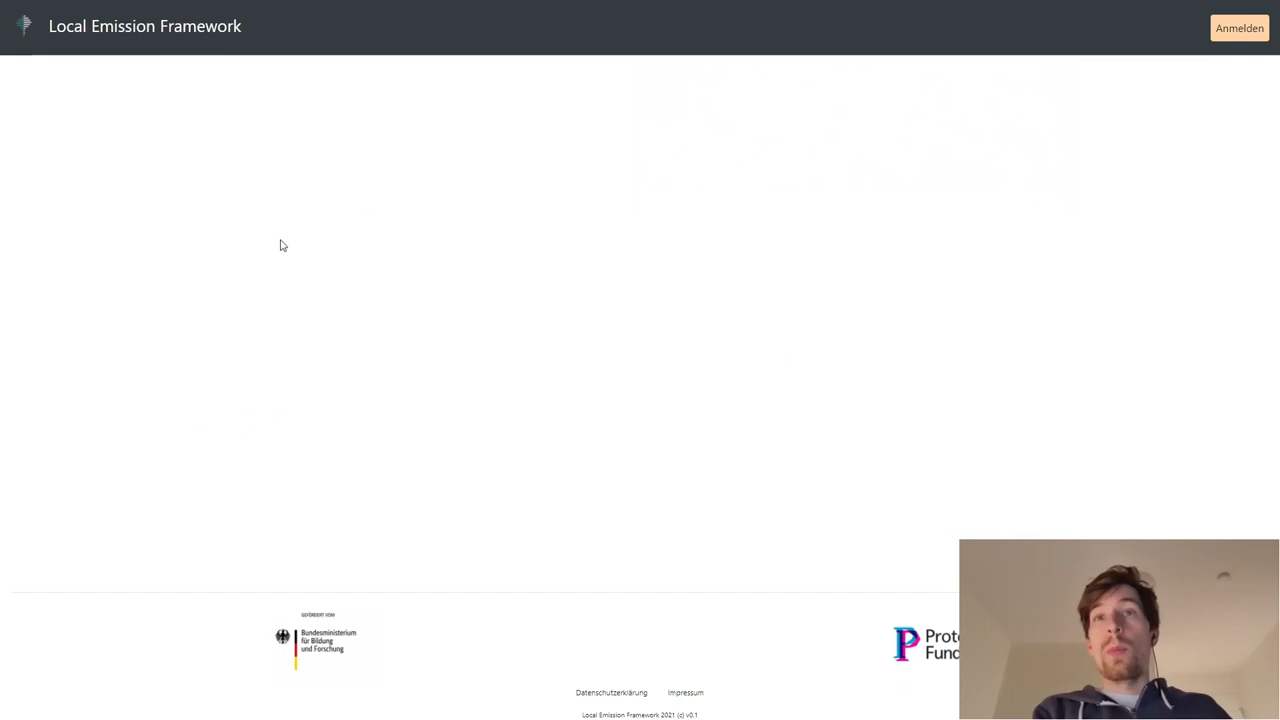 Local Emission Framework
Anmelden
GEFÖRDERT VOM
Bundesministerium
für Bildung
und Forschung
Datenschutzerklärung Impressum
Local Emission Framework 2021 (c) v0.1